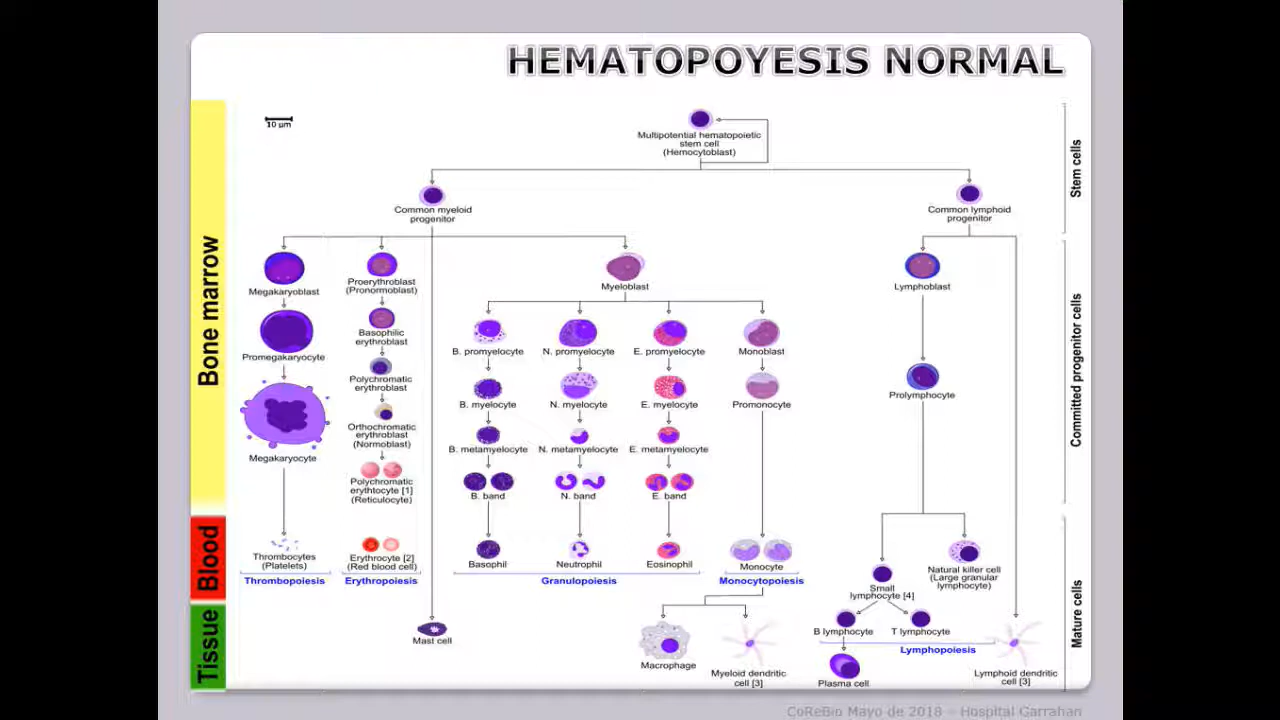 HEMATOPOYESIS NORMAL
10 µm
Multipotential hematopoietic
stem cell
(Hemocytoblast)
Common myeloid
progenitor
Common lymphoid
progenitor
Megakaryoblast
Proerythroblast
(Pronormoblast)
Myeloblast
Lymphoblast
Basophilic
erythroblast
Promegakaryocyte
B. promyelocyte
N. promyelocyte
E. promyelocyte
Monoblast
Polychromatic
erythroblast
Prolymphocyte
B. myelocyte
N. myelocyte
E. myelocyte
Promonocyte
Orthochromatic
erythroblast
(Normoblast)
Megakaryocyte
B. metamyelocyte
N. metamyelocyte
E. metamyelocyte
Polychromatic
erythtocyte [1]
(Reticulocyte)
B. band
N. band
E. band
Thrombocytes
(Platelets)
Erythrocyte [2]
(Red blood cell)
Basophil
Neutrophil
Eosinophil
Monocyte
Natural killer cell
(Large granular
lymphocyte)
Small
lymphocyte [4]
Thrombopoiesis
Erythropoiesis
Granulopoiesis
Monocytopoiesis
Mast cell
B lymphocyte
T lymphocyte
Lymphopoiesis
Macrophage
Myeloid dendritic
cell [3]
Plasma cell
Lymphoid dendritic
cell [3]
Bone marrow
Blood
Tissue
Stem cells
Committed progenitor cells
Mature cells
CoReBio Mayo de 2018 – Hospital Garrahan